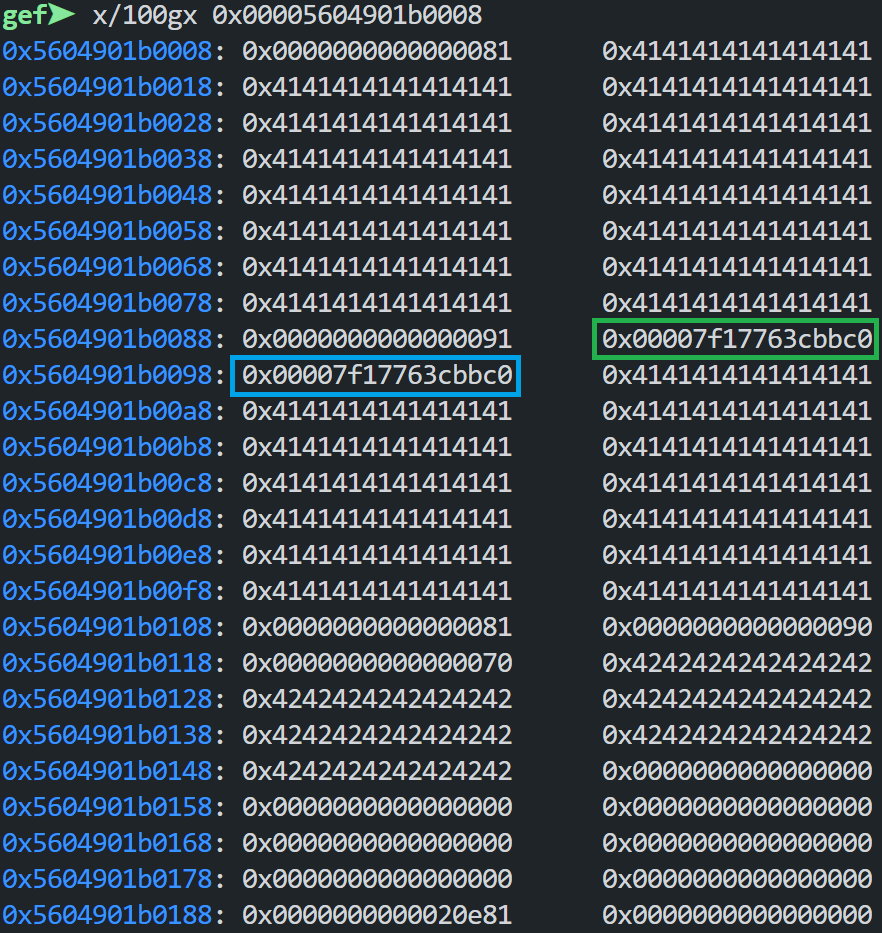 gef➤ x/100gx 0x00005604901b0008
0x5604901b0008: 0x0000000000000081 0x4141414141414141
0x5604901b0018: 0x4141414141414141 0x4141414141414141
0x5604901b0028: 0x4141414141414141 0x4141414141414141
0x5604901b0038: 0x4141414141414141 0x4141414141414141
0x5604901b0048: 0x4141414141414141 0x4141414141414141
0x5604901b0058: 0x4141414141414141 0x4141414141414141
0x5604901b0068: 0x4141414141414141 0x4141414141414141
0x5604901b0078: 0x4141414141414141 0x4141414141414141
0x5604901b0088: 0x0000000000000091 0x00007f17763cbbc0
0x5604901b0098: 0x00007f17763cbbc0 0x4141414141414141
0x5604901b00a8: 0x4141414141414141 0x4141414141414141
0x5604901b00b8: 0x4141414141414141 0x4141414141414141
0x5604901b00c8: 0x4141414141414141 0x4141414141414141
0x5604901b00d8: 0x4141414141414141 0x4141414141414141
0x5604901b00e8: 0x4141414141414141 0x4141414141414141
0x5604901b00f8: 0x4141414141414141 0x4141414141414141
0x5604901b0108: 0x0000000000000081 0x0000000000000090
0x5604901b0118: 0x0000000000000070 0x4242424242424242
0x5604901b0128: 0x4242424242424242 0x4242424242424242
0x5604901b0138: 0x4242424242424242 0x4242424242424242
0x5604901b0148: 0x4242424242424242 0x0000000000000000
0x5604901b0158: 0x0000000000000000 0x0000000000000000
0x5604901b0168: 0x0000000000000000 0x0000000000000000
0x5604901b0178: 0x0000000000000000 0x0000000000000000
0x5604901b0188: 0x0000000000020e81 0x0000000000000000